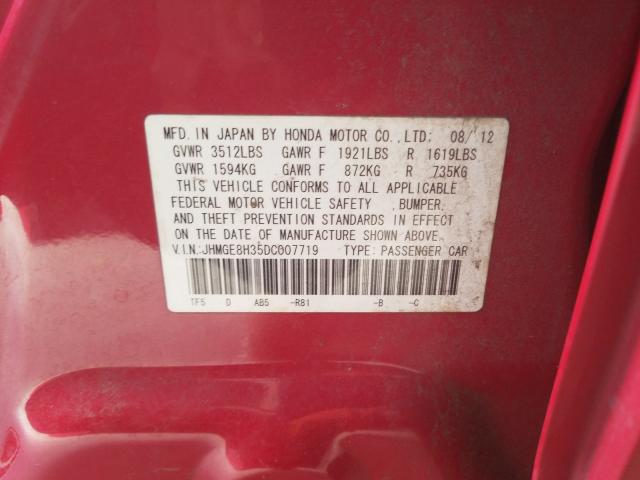 MFD. IN JAPAN BY HONDA MOTOR CO.,LTD: 08/'12
GVWR 3512LBS GAWR F 1921LBS R 1619LBS
GVWR 1594KG GAWR F 872KG R 735KG
THIS VEHICLE CONFORMS TO ALL APPLICABLE
FEDERAL MOTOR VEHICLE SAFETY ,BUMPER,
AND THEFT PREVENTION STANDARDS IN EFFECT
ON THE DATE OF MANUFACTURE SHOWN ABOVE.
V.I.N.:JHMGE8H35DC007719 TYPE:PASSENGER CAR
TF5 D AB5 -R81 -B -C